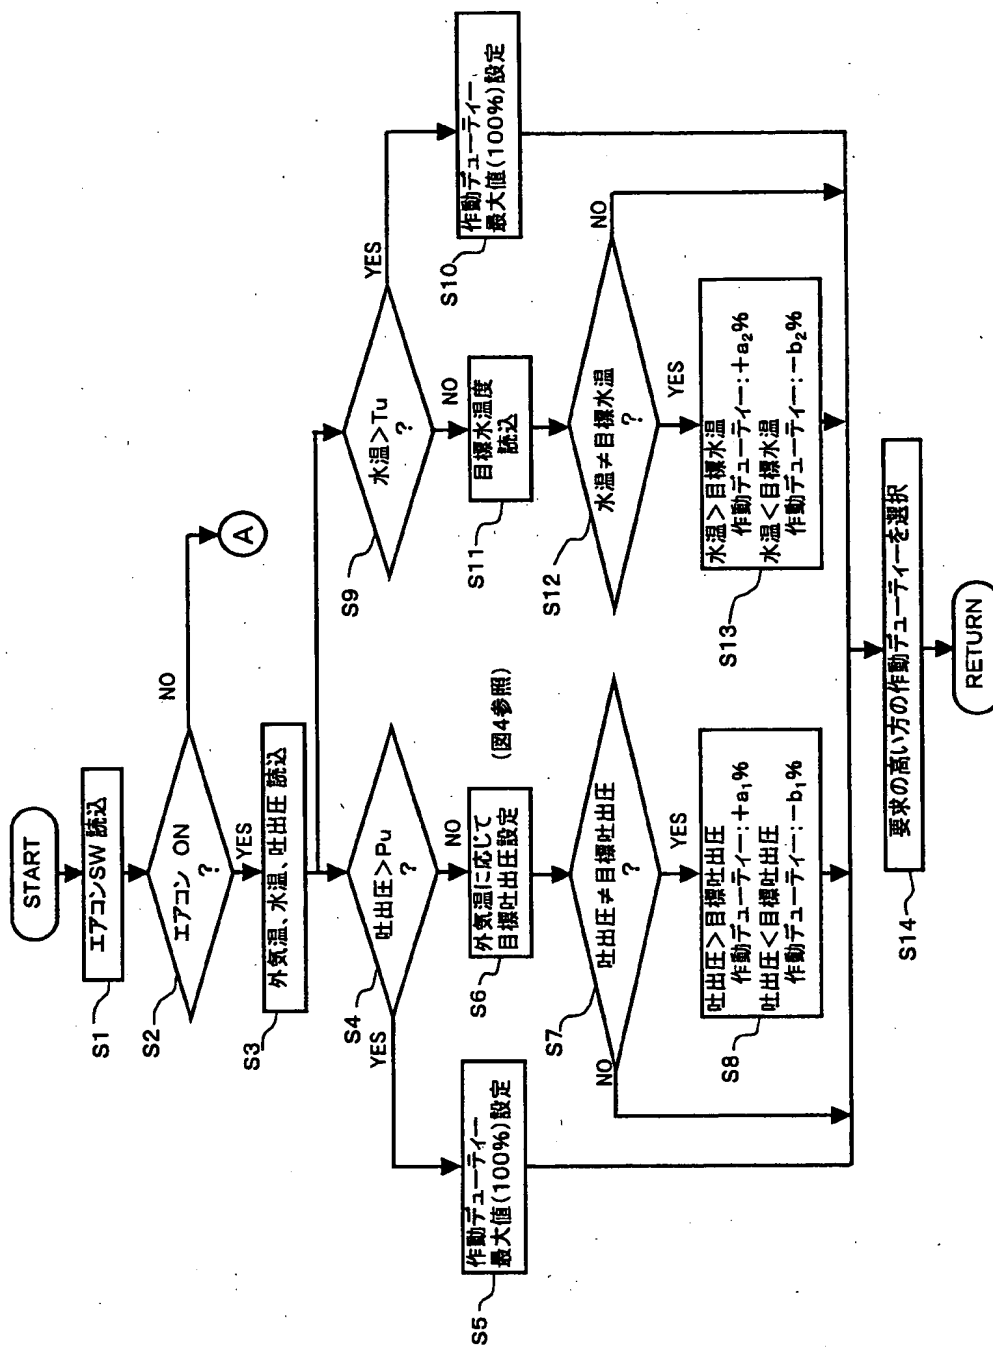 START
S1
エアコンSW 読込
S2
エアコン ON
?
NO
A
YES
S3
外気温、水温、吐出圧 読込
S4
吐出圧>Pu
?
YES
NO
S5
作動デューティー
最大値(100%)設定
S6
外気温に応じて
目標吐出圧設定
(図4参照)
S7
吐出圧≠目標吐出圧
?
NO
YES
S8
吐出圧>目標吐出圧
作動デューティー:+a₁%
吐出圧<目標吐出圧
作動デューティー:-b₁%
S9
水温>Tu
?
YES
NO
S10
作動デューティー
最大値(100%)設定
S11
目標水温度
読込
S12
水温≠目標水温
?
NO
YES
S13
水温>目標水温
作動デューティー:+a₂%
水温<目標水温
作動デューティー:-b₂%
S14
要求の高い方の作動デューティーを選択
RETURN